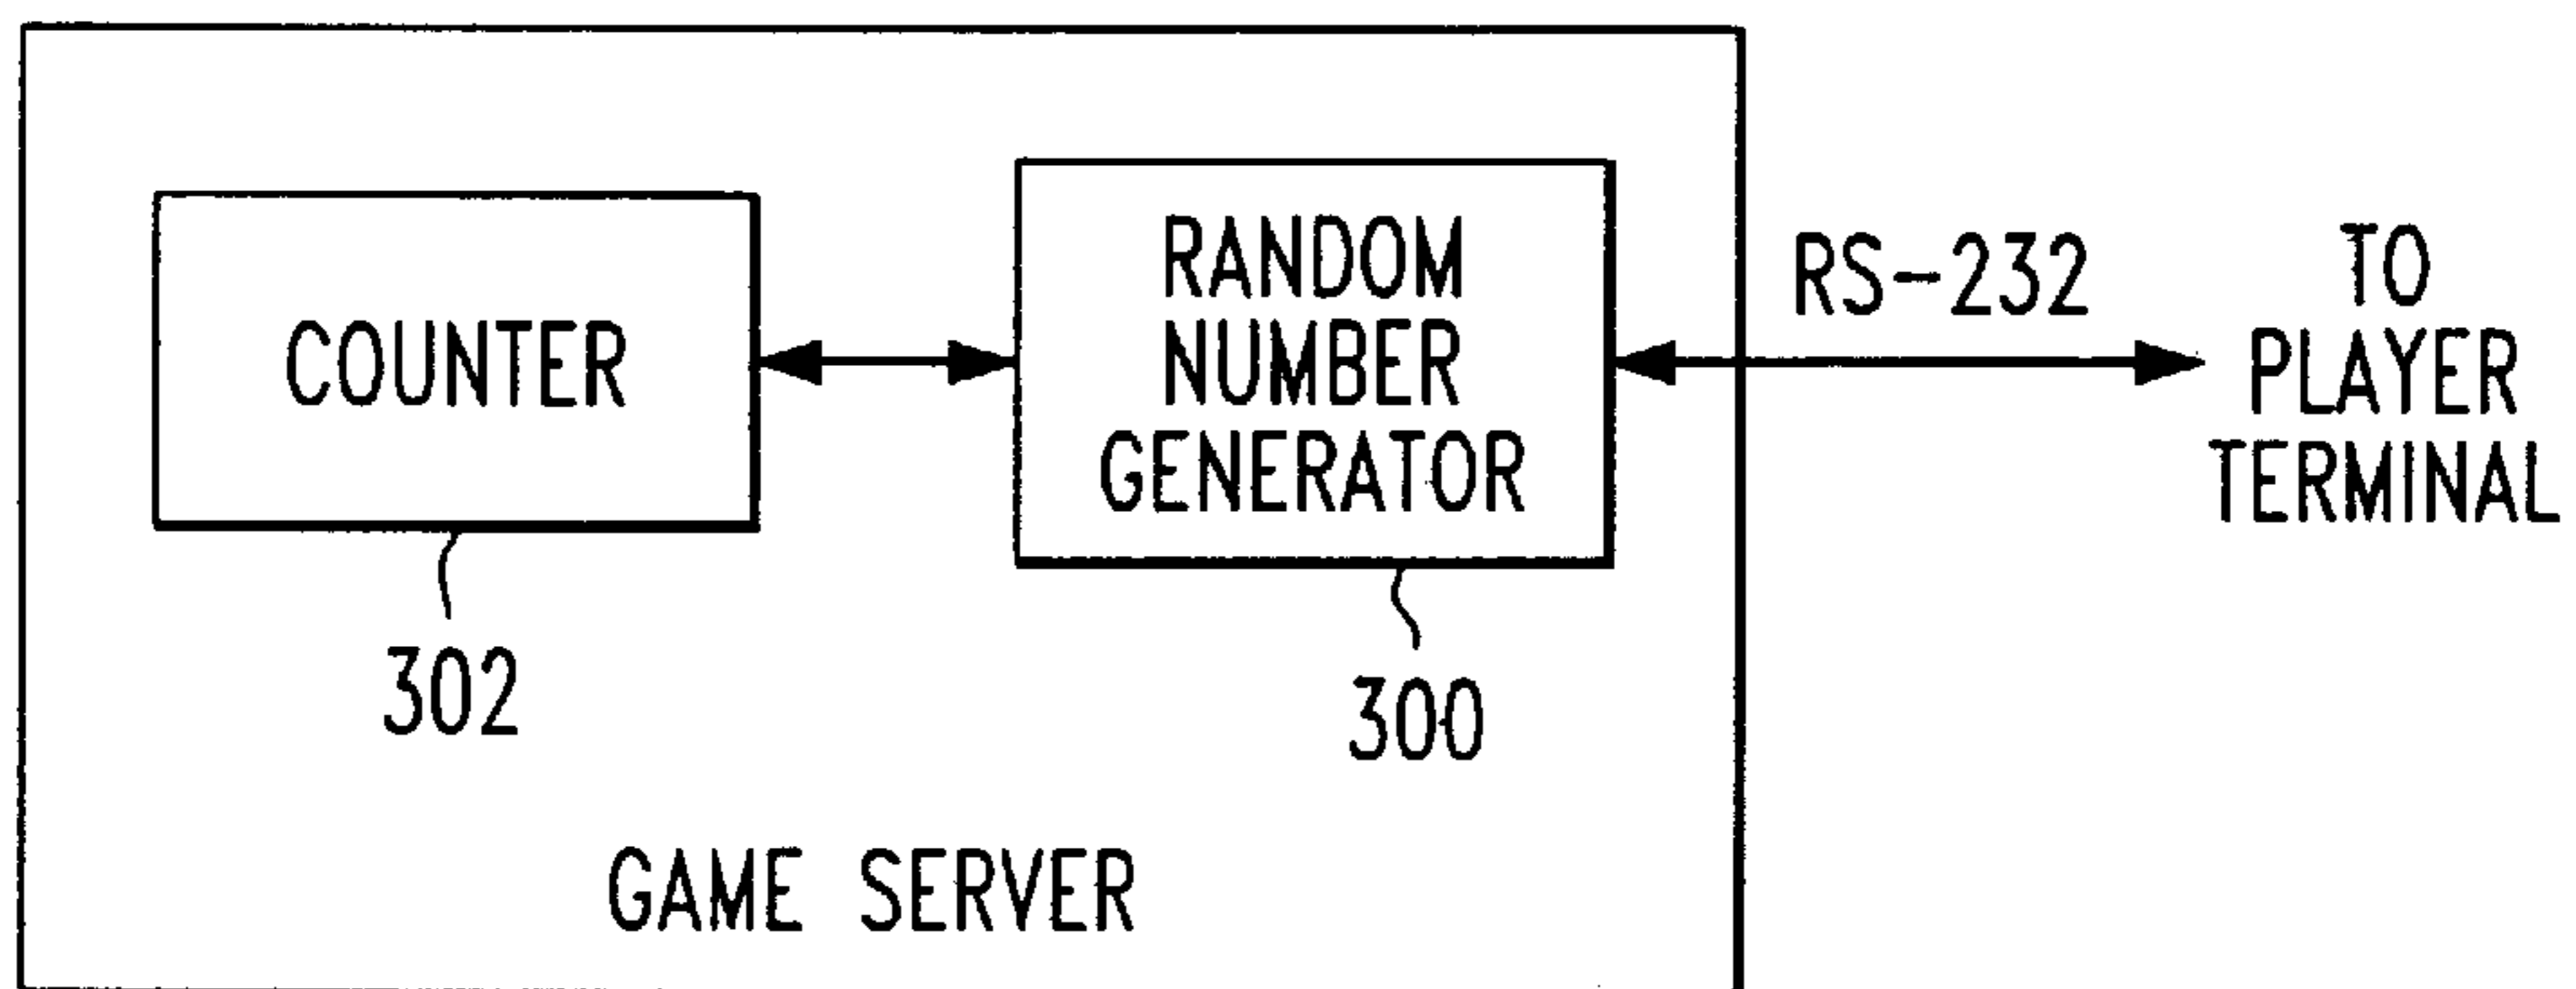 COUNTER
302
RANDOM
NUMBER
GENERATOR
300
RS-232
TO
PLAYER
TERMINAL
GAME SERVER